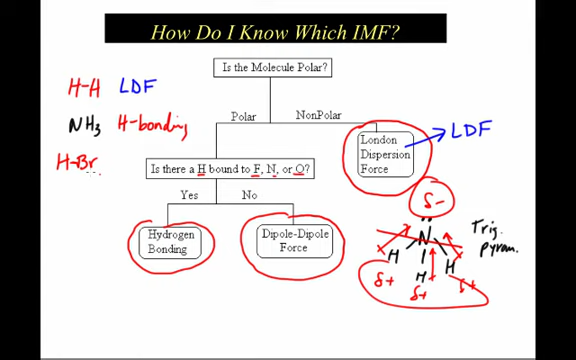 How Do I Know Which IMF?
Is the Molecule Polar?
H-H LDF
Polar
NonPolar
NH3 H-bonding
London
Dispersion
Force
LDF
H-Br
Is there a H bound to F, N, or O?
Yes
No
Hydrogen
Bonding
Dipole-Dipole
Force
δ-
N
Trig.
pyram.
H
H
H
δ+
δ+
δ+